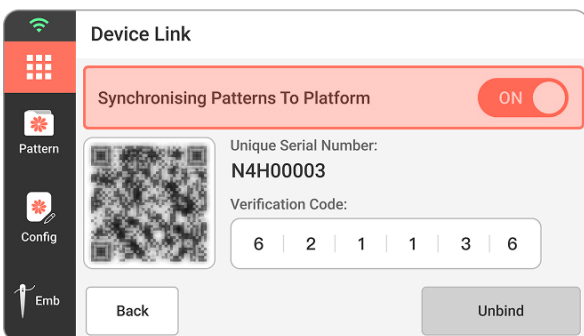 Device Link
Synchronising Patterns To Platform ON
Pattern
Unique Serial Number:
N4H00003
Verification Code:
6 2 1 1 3 6
Config
Emb
Back Unbind